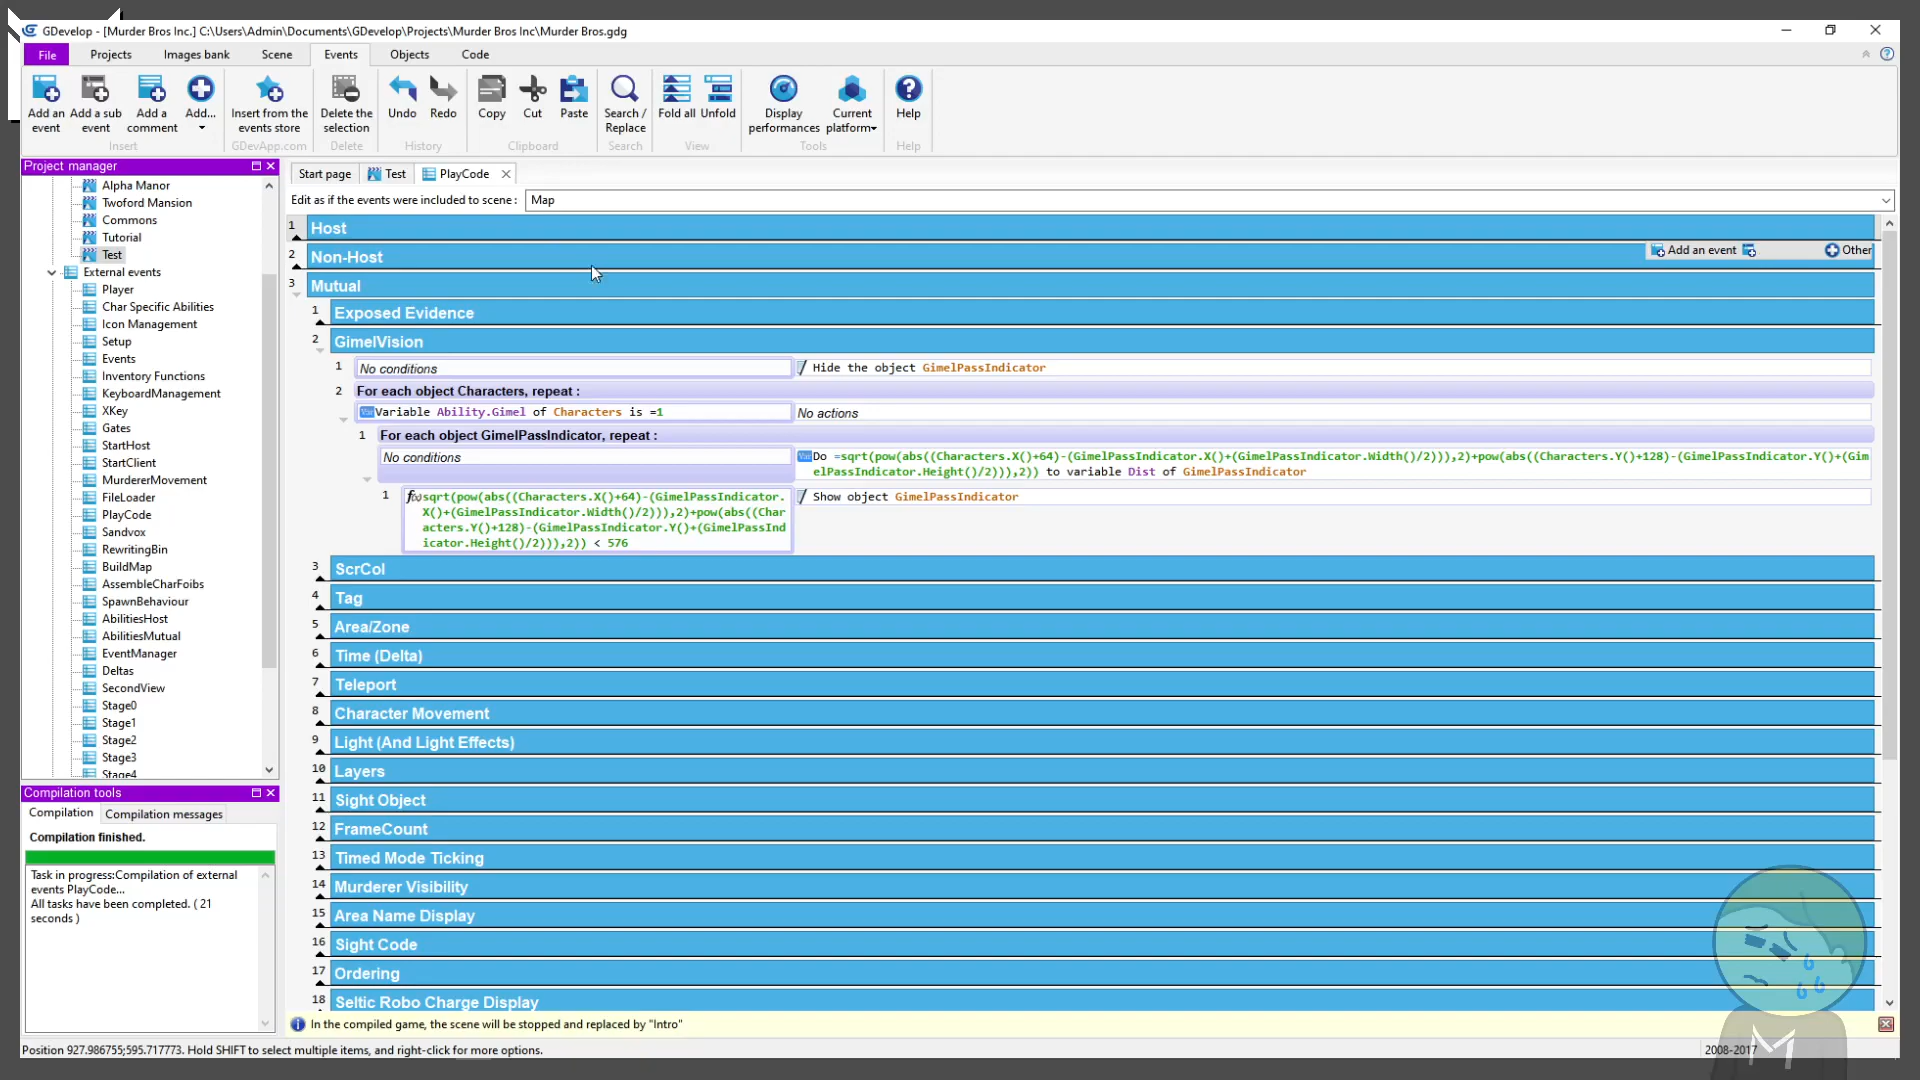 GDevelop - [Murder Bros Inc.] C:\Users\Admin\Documents\GDevelop\Projects\Murder Bros Inc\Murder Bros.gdg
File Projects Images bank Scene Events Objects Code
Add an event
Add a sub event
Add a comment
Add...
Insert
Insert from the events store
GDevApp.com
Delete the selection
Delete
Undo Redo
History
Copy Cut Paste
Clipboard
Search / Replace
Search
Fold all Unfold
View
Display performances
Current platform
Tools
Help
Help
Project manager
Alpha Manor
Twoford Mansion
Commons
Tutorial
Test
External events
Player
Char Specific Abilities
Icon Management
Setup
Events
Inventory Functions
KeyboardManagement
XKey
Gates
StartHost
StartClient
MurdererMovement
FileLoader
PlayCode
Sandvox
RewritingBin
BuildMap
AssembleCharFoibs
SpawnBehaviour
AbilitiesHost
AbilitiesMutual
EventManager
Deltas
SecondView
Stage0
Stage1
Stage2
Stage3
Stage4
Compilation tools
Compilation Compilation messages
Compilation finished.
Task in progress:Compilation of external
events PlayCode...
All tasks have been completed. ( 21
seconds )
Start page Test PlayCode
Edit as if the events were included to scene : Map
1 Host
2 Non-Host
Add an event Other
3 Mutual
1 Exposed Evidence
2 GimelVision
1 No conditions Hide the object GimelPassIndicator
2 For each object Characters, repeat :
Variable Ability.Gimel of Characters is =1 No actions
1 For each object GimelPassIndicator, repeat :
No conditions Do =sqrt(pow(abs((Characters.X()+64)-(GimelPassIndicator.X()+(GimelPassIndicator.Width()/2))),2)+pow(abs((Characters.Y()+128)-(GimelPassIndicator.Y()+(Gim
elPassIndicator.Height()/2))),2)) to variable Dist of GimelPassIndicator
1 sqrt(pow(abs((Characters.X()+64)-(GimelPassIndicator. Show object GimelPassIndicator
X()+(GimelPassIndicator.Width()/2))),2)+pow(abs((Char
acters.Y()+128)-(GimelPassIndicator.Y()+(GimelPassInd
icator.Height()/2))),2)) < 576
3 ScrCol
4 Tag
5 Area/Zone
6 Time (Delta)
7 Teleport
8 Character Movement
9 Light (And Light Effects)
10 Layers
11 Sight Object
12 FrameCount
13 Timed Mode Ticking
14 Murderer Visibility
15 Area Name Display
16 Sight Code
17 Ordering
18 Seltic Robo Charge Display
In the compiled game, the scene will be stopped and replaced by "Intro"
Position 927.986755;595.717773. Hold SHIFT to select multiple items, and right-click for more options.
2008-2017